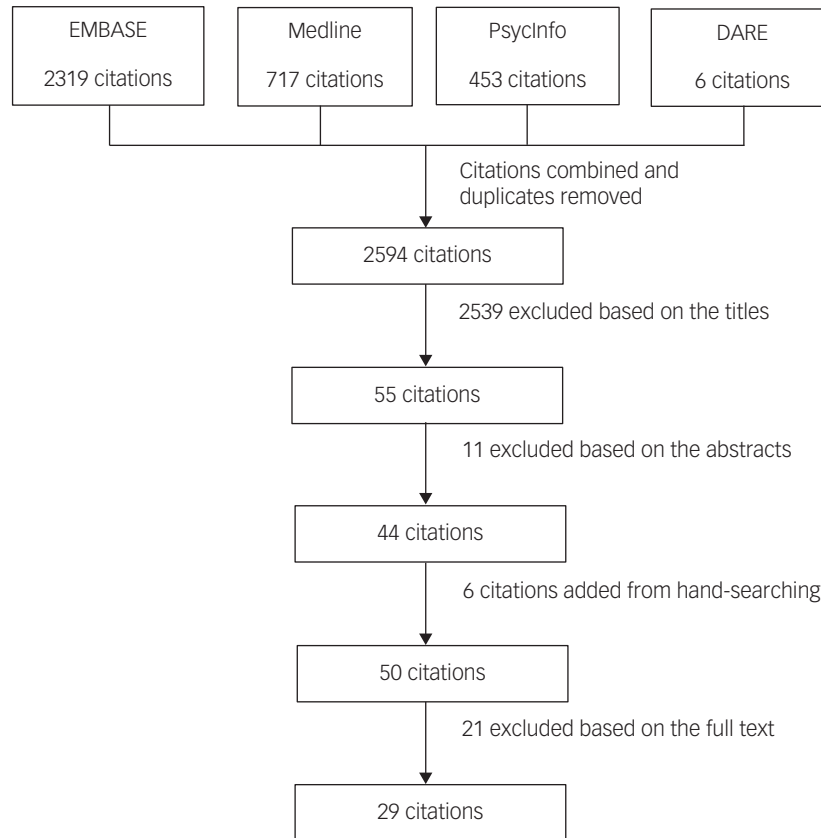 EMBASE
2319 citations
Medline
717 citations
PsycInfo
453 citations
DARE
6 citations
Citations combined and
duplicates removed
2594 citations
2539 excluded based on the titles
55 citations
11 excluded based on the abstracts
44 citations
6 citations added from hand-searching
50 citations
21 excluded based on the full text
29 citations